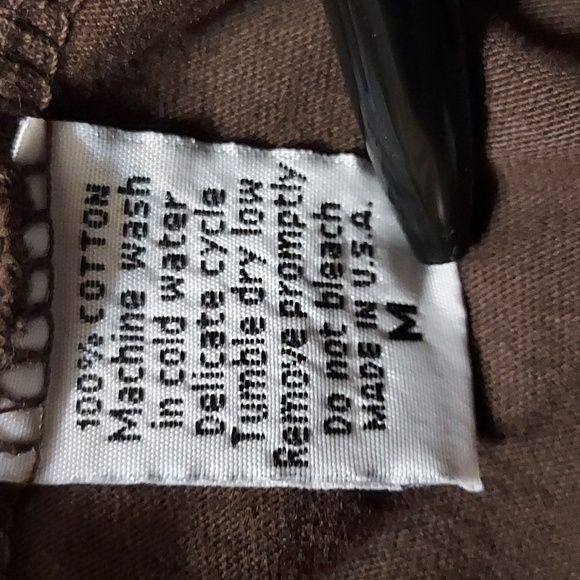 100% COTTON
Machine wash
in cold water
Delicate cycle
Tumble dry low
Remove promptly
Do not bleach
MADE IN U.S.A.
M